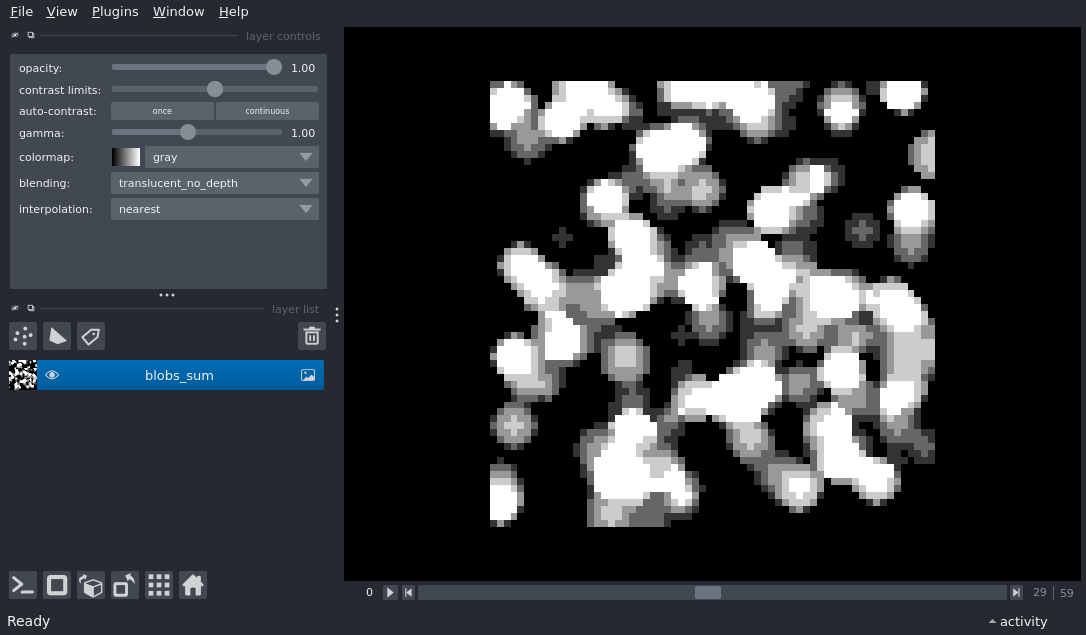 File View Plugins Window Help
layer controls
opacity: 1.00
contrast limits:
auto-contrast: once continuous
gamma: 1.00
colormap: gray
blending: translucent_no_depth
interpolation: nearest
layer list
blobs_sum
0 29 59
Ready activity